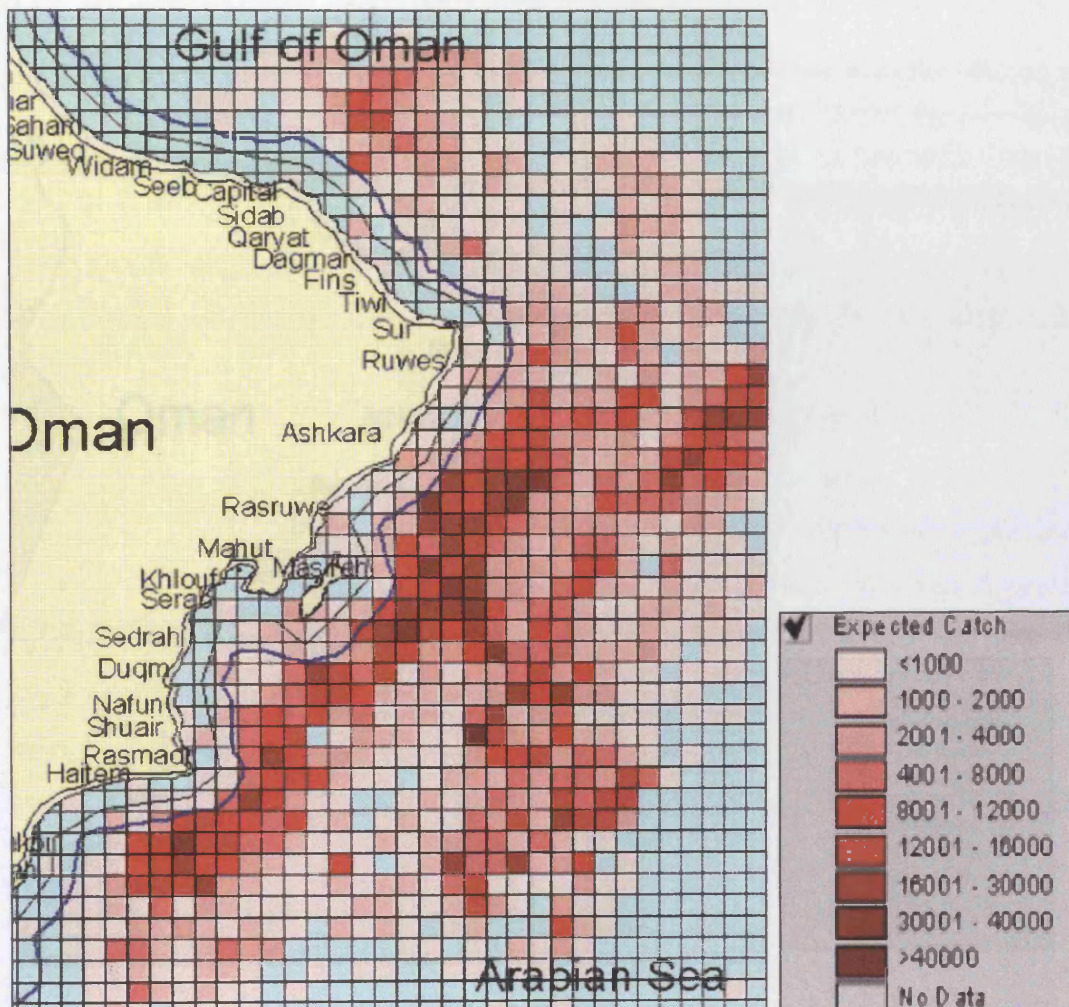 Gulf of Oman
Saham
Suweq
Widam
Seeb
Capital
Sidab
Qaryat
Dagmar
Fins
Tiwi
Sur
Ruwes
Oman
Ashkara
Rasruwe
Mahut
Masireh
Khlouf
Serab
Sedrah
Duqm
Nafun
Shuair
Rasmad
Haitem
Arabian Sea
Expected Catch
<1000
1000 - 2000
2001 - 4000
4001 - 8000
8001 - 12000
12001 - 16000
16001 - 30000
30001 - 40000
>40000
No Data